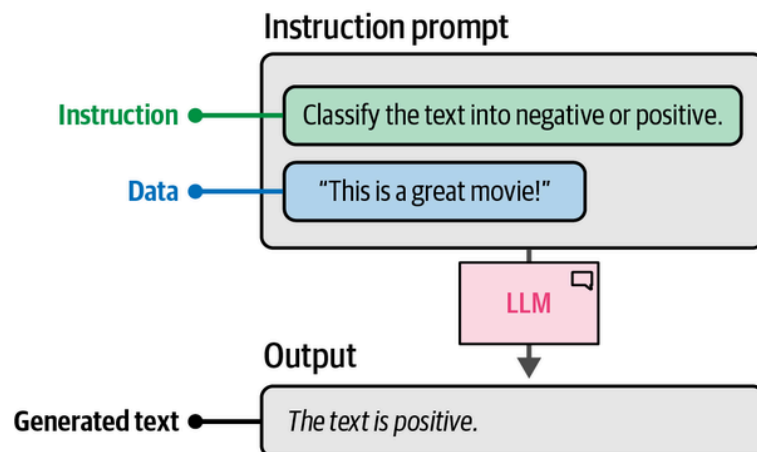 Instruction prompt
Instruction
Classify the text into negative or positive.
Data
“This is a great movie!”
LLM
Output
Generated text
The text is positive.